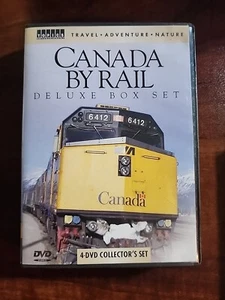 TRAVEL • ADVENTURE • NATURE
CANADA
BY RAIL
DELUXE BOX SET
6412 6412
Canada
DVD
4-DVD COLLECTOR'S SET